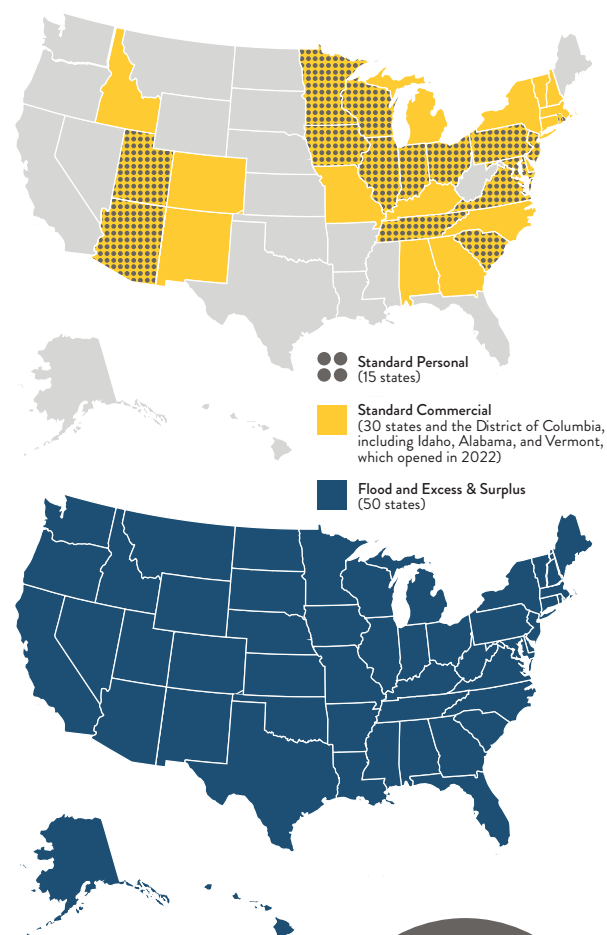 Standard Personal
(15 states)
Standard Commercial
(30 states and the District of Columbia,
including Idaho, Alabama, and Vermont,
which opened in 2022)
Flood and Excess & Surplus
(50 states)